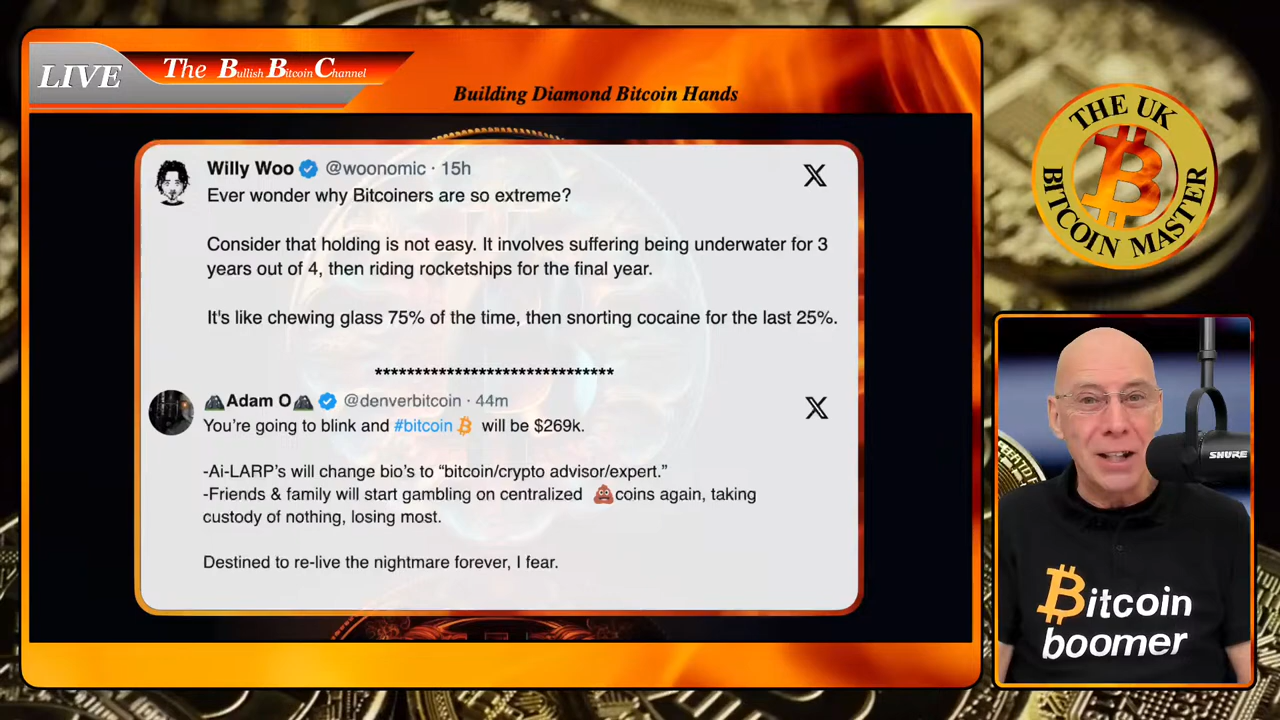 LIVE
The Bullish Bitcoin Channel
Building Diamond Bitcoin Hands
Willy Woo @woonomic · 15h
Ever wonder why Bitcoiners are so extreme?
Consider that holding is not easy. It involves suffering being underwater for 3
years out of 4, then riding rocketships for the final year.
It's like chewing glass 75% of the time, then snorting cocaine for the last 25%.
******************************
Adam O @denverbitcoin · 44m
You’re going to blink and #bitcoin will be $269k.
-Ai-LARP’s will change bio’s to “bitcoin/crypto advisor/expert.”
-Friends & family will start gambling on centralized 💩coins again, taking
custody of nothing, losing most.
Destined to re-live the nightmare forever, I fear.
THE UK
BITCOIN MASTER
SHURE
Bitcoin
boomer